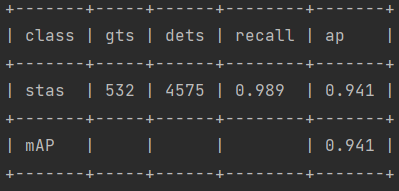 +-------+-----+------+--------+-------+
| class | gts | dets | recall | ap    |
+-------+-----+------+--------+-------+
| stas  | 532 | 4575 | 0.989  | 0.941 |
+-------+-----+------+--------+-------+
| mAP   |     |      |        | 0.941 |
+-------+-----+------+--------+-------+